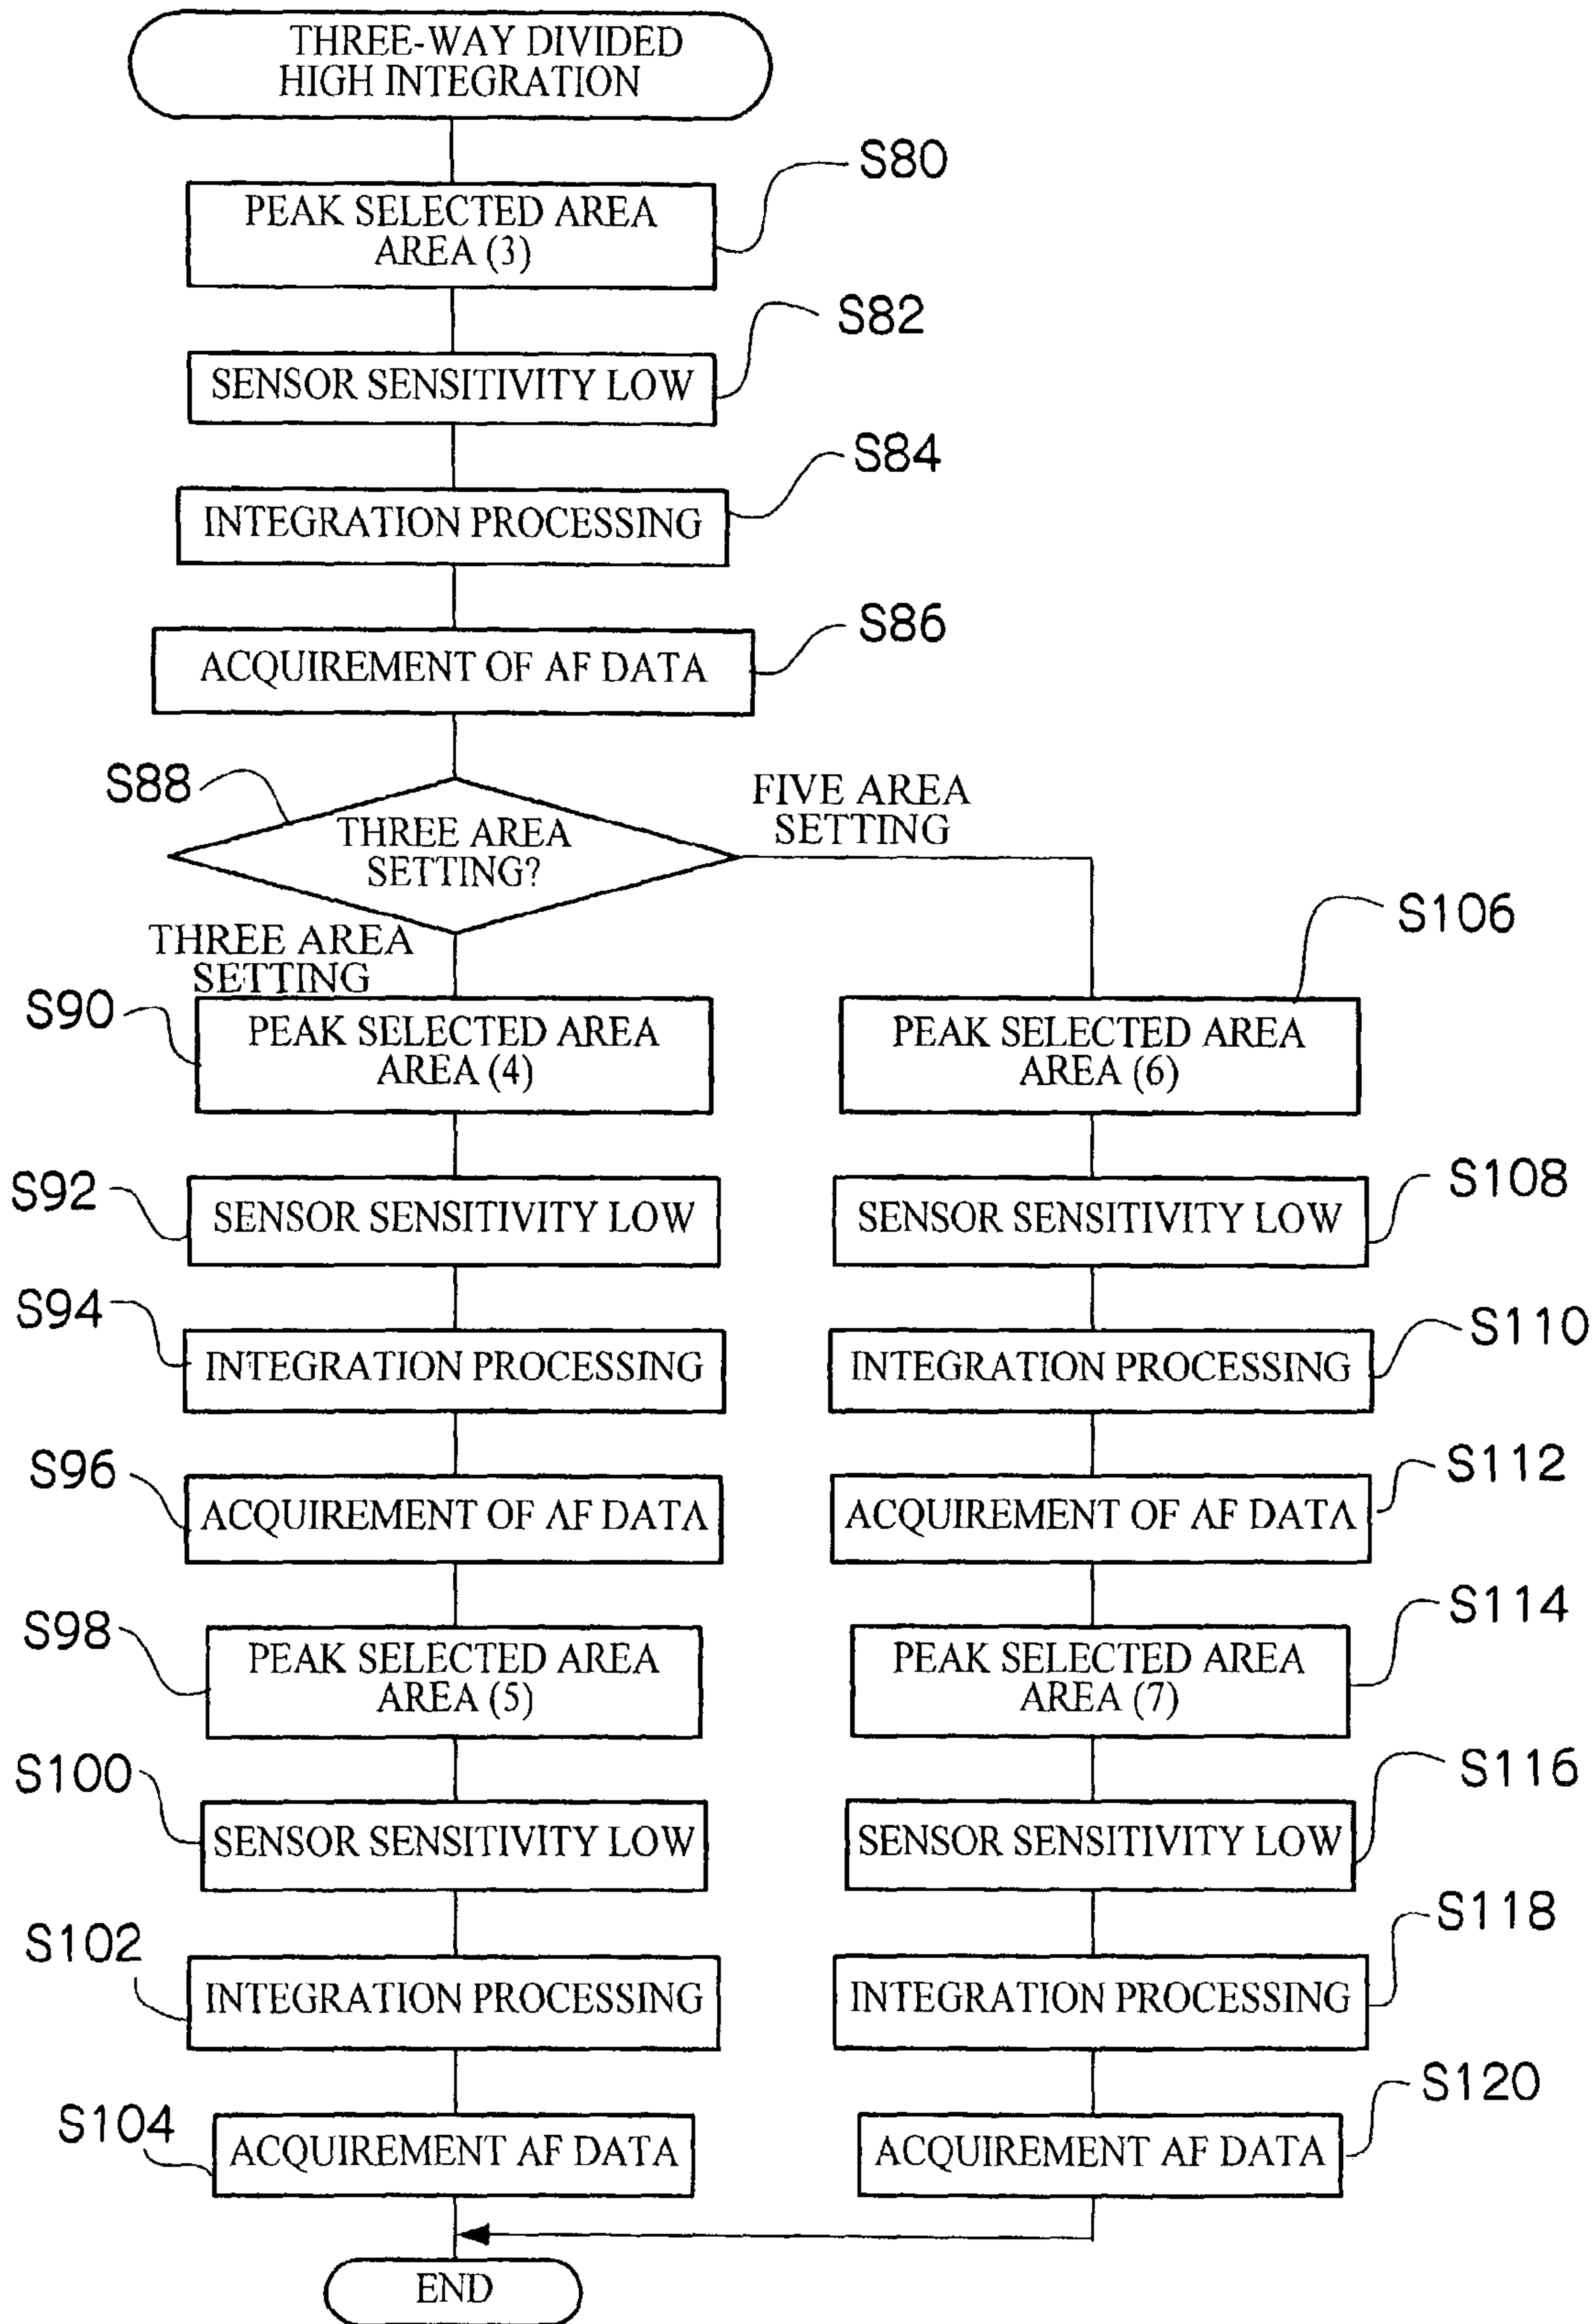 THREE-WAY DIVIDED
HIGH INTEGRATION
S80
PEAK SELECTED AREA
AREA (3)
S82
SENSOR SENSITIVITY LOW
S84
INTEGRATION PROCESSING
S86
ACQUIREMENT OF AF DATA
S88
THREE AREA
SETTING?
FIVE AREA
SETTING
THREE AREA
SETTING
S90
PEAK SELECTED AREA
AREA (4)
S92
SENSOR SENSITIVITY LOW
S94
INTEGRATION PROCESSING
S96
ACQUIREMENT OF AF DATA
S98
PEAK SELECTED AREA
AREA (5)
S100
SENSOR SENSITIVITY LOW
S102
INTEGRATION PROCESSING
S104
ACQUIREMENT AF DATA
S106
PEAK SELECTED AREA
AREA (6)
S108
SENSOR SENSITIVITY LOW
S110
INTEGRATION PROCESSING
S112
ACQUIREMENT OF AF DATA
S114
PEAK SELECTED AREA
AREA (7)
S116
SENSOR SENSITIVITY LOW
S118
INTEGRATION PROCESSING
S120
ACQUIREMENT AF DATA
END